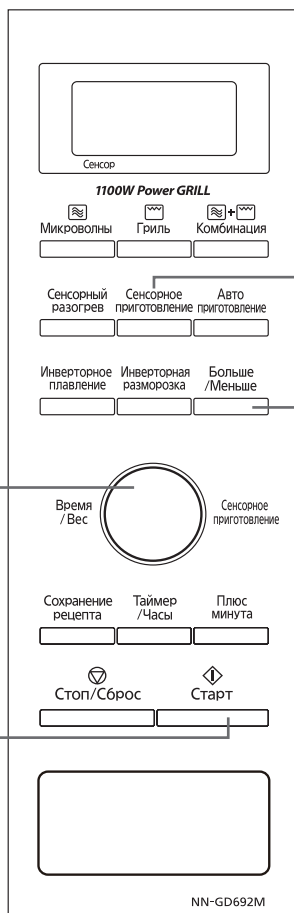 Сенсор
1100W Power GRILL
Микроволны Гриль Комбинация
Сенсорный Сенсорное Авто
разогрев приготовление приготовление
Инверторное Инверторная Больше
плавление разморозка /Меньше
Время Сенсорное
/Вес приготовление
Сохранение Таймер Плюс
рецепта /Часы минута
Стоп/Сброс Старт
NN-GD692M